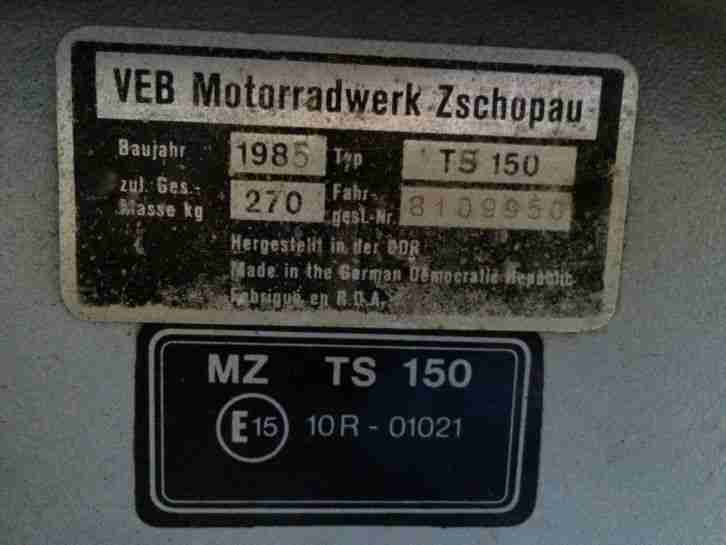 VEB Motorradwerk Zschopau
Baujahr 1985 Typ TS 150
zul. Ges.- Masse kg 270 Fahr- gest.-Nr. 8109950
Hergestellt in der DDR
Made in the German Democratic Republic
Fabriqué en R.D.A.
MZ TS 150
E15 10R - 01021